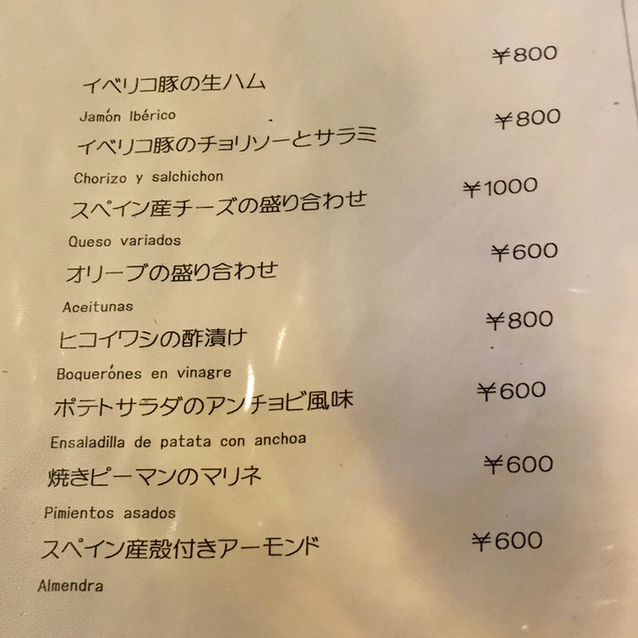 イベリコ豚の生ハム ￥800
Jamón Ibérico
イベリコ豚のチョリソーとサラミ ￥800
Chorizo y salchichon
スペイン産チーズの盛り合わせ ￥1000
Queso variados
オリーブの盛り合わせ ￥600
Aceitunas
ヒコイワシの酢漬け ￥800
Boquerónes en vinagre
ポテトサラダのアンチョビ風味 ￥600
Ensaladilla de patata con anchoa
焼きピーマンのマリネ ￥600
Pimientos asados
スペイン産殻付きアーモンド ￥600
Almendra